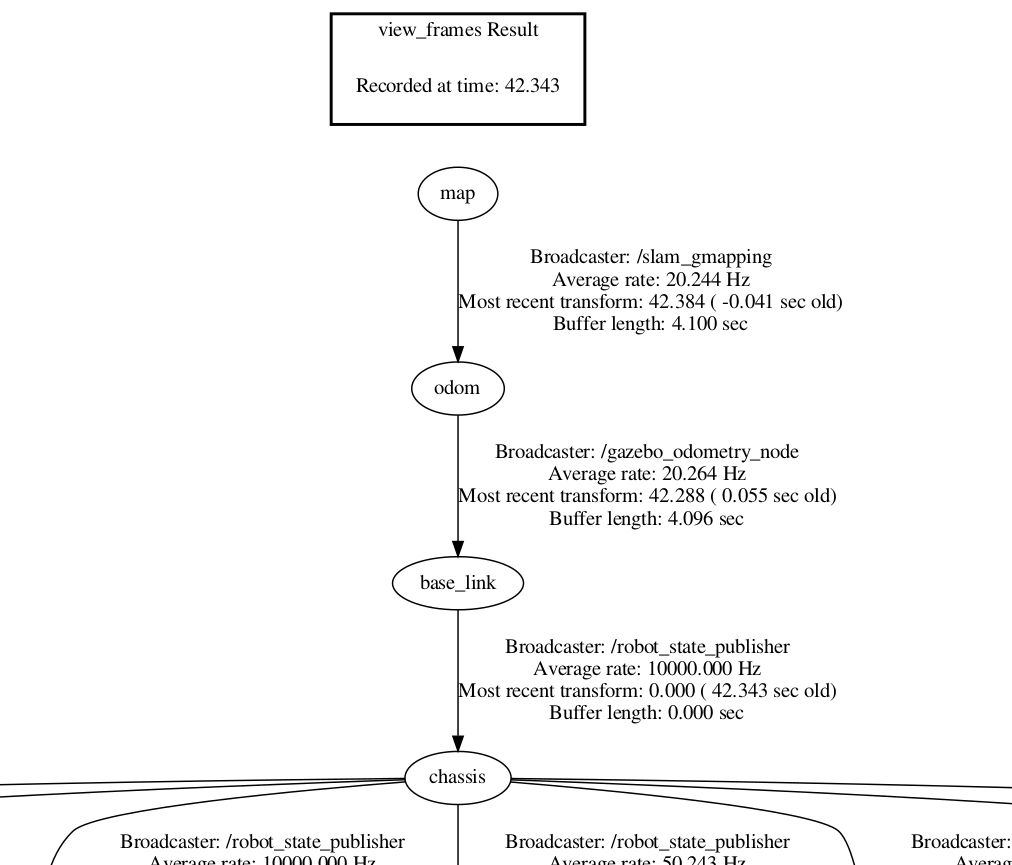 view_frames Result
Recorded at time: 42.343
map
Broadcaster: /slam_gmapping
Average rate: 20.244 Hz
Most recent transform: 42.384 ( -0.041 sec old)
Buffer length: 4.100 sec
odom
Broadcaster: /gazebo_odometry_node
Average rate: 20.264 Hz
Most recent transform: 42.288 ( 0.055 sec old)
Buffer length: 4.096 sec
base_link
Broadcaster: /robot_state_publisher
Average rate: 10000.000 Hz
Most recent transform: 0.000 ( 42.343 sec old)
Buffer length: 0.000 sec
chassis
Broadcaster: /robot_state_publisher
Average rate: 10000.000 Hz
Broadcaster: /robot_state_publisher
Average rate: 50.243 Hz
Broadcaster: